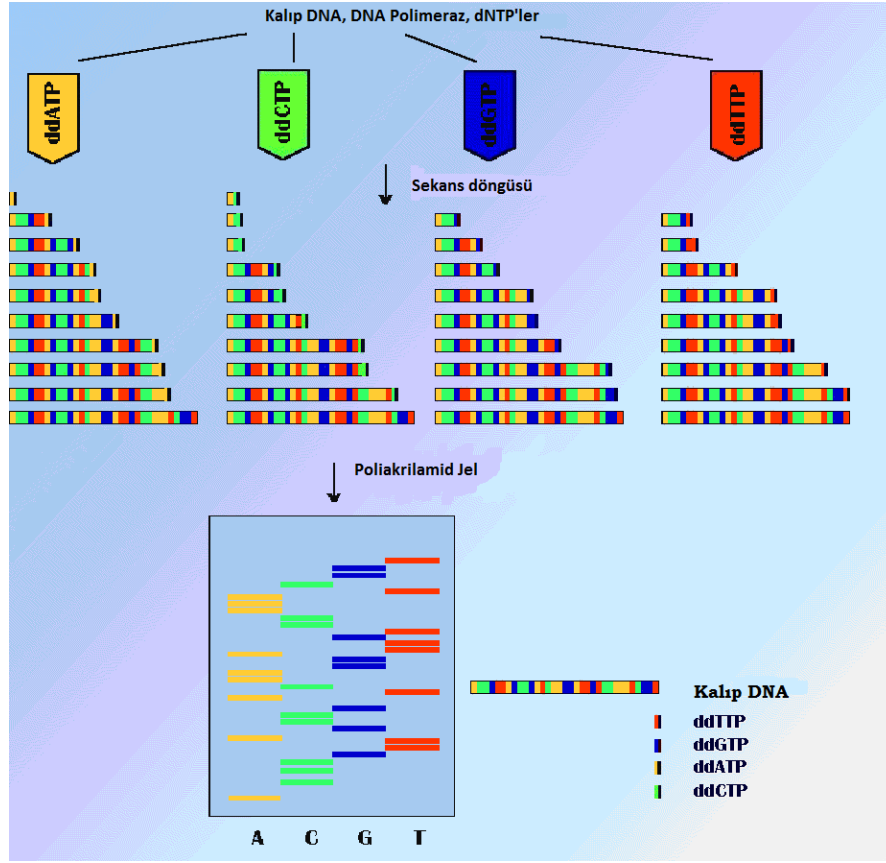 Kalıp DNA, DNA Polimeraz, dNTP'ler
ddATP
ddCTP
ddGTP
ddTTP
Sekans döngüsü
Poliakrilamid Jel
Kalıp DNA
ddTTP
ddGTP
ddATP
ddCTP
A C G T